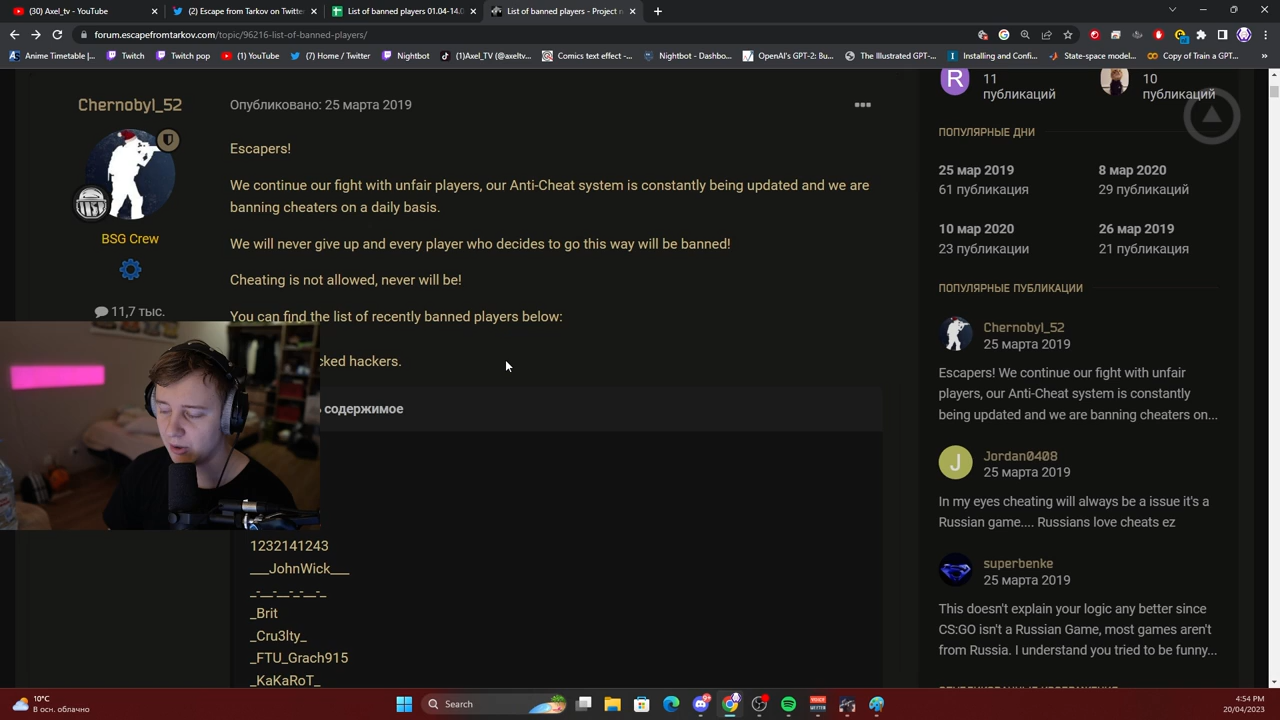 (30) Axel_tv - YouTube
(2) Escape from Tarkov on Twitter
List of banned players 01.04-14.0
List of banned players - Project n
forum.escapefromtarkov.com/topic/96216-list-of-banned-players/
Anime Timetable |...
Twitch
Twitch pop
(1) YouTube
(7) Home / Twitter
Nightbot
(1)Axel_TV (@axeltv...
Comics text effect -...
Nightbot - Dashbo...
OpenAI's GPT-2: Bu...
The Illustrated GPT-...
Installing and Confi...
State-space model...
Copy of Train a GPT...
Chernobyl_52
BSG Crew
11,7 тыс.
Опубликовано: 25 марта 2019
Escapers!
We continue our fight with unfair players, our Anti-Cheat system is constantly being updated and we are
banning cheaters on a daily basis.
We will never give up and every player who decides to go this way will be banned!
Cheating is not allowed, never will be!
You can find the list of recently banned players below:
cked hackers.
содержимое
1232141243
___JohnWick___
_-__-__-_-__-_
_Brit
_Cru3lty_
_FTU_Grach915
_KaKaRoT_
R
11
публикаций
10
публикаций
ПОПУЛЯРНЫЕ ДНИ
25 мар 2019
61 публикация
8 мар 2020
29 публикаций
10 мар 2020
23 публикации
26 мар 2019
21 публикация
ПОПУЛЯРНЫЕ ПУБЛИКАЦИИ
Chernobyl_52
25 марта 2019
Escapers! We continue our fight with unfair
players, our Anti-Cheat system is constantly
being updated and we are banning cheaters on...
J
Jordan0408
25 марта 2019
In my eyes cheating will always be a issue it's a
Russian game.... Russians love cheats ez
superbenke
25 марта 2019
This doesn't explain your logic any better since
CS:GO isn't a Russian Game, most games aren't
from Russia. I understand you tried to be funny...
10°C
В осн. облачно
Search
4:54 PM
20/04/2023